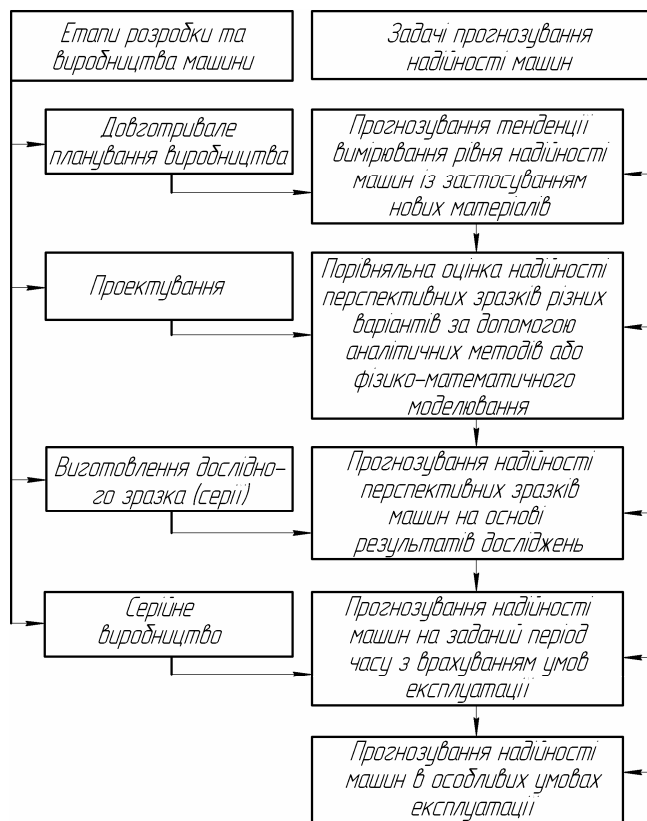 Етапи розробки та
виробництва машини
Задачі прогнозування
надійності машин
Довготривале
планування виробництва
Прогнозування тенденції
вимірювання рівня надійності
машин із застосуванням
нових матеріалів
Проектування
Порівняльна оцінка надійності
перспективних зразків різних
варіантів за допомогою
аналітичних методів або
фізико-математичного
моделювання
Виготовлення дослідно-
го зразка (серії)
Прогнозування надійності
перспективних зразків
машин на основі
результатів досліджень
Серійне
виробництво
Прогнозування надійності
машин на заданий період
часу з врахуванням умов
експлуатації
Прогнозування надійності
машин в особливих умовах
експлуатації